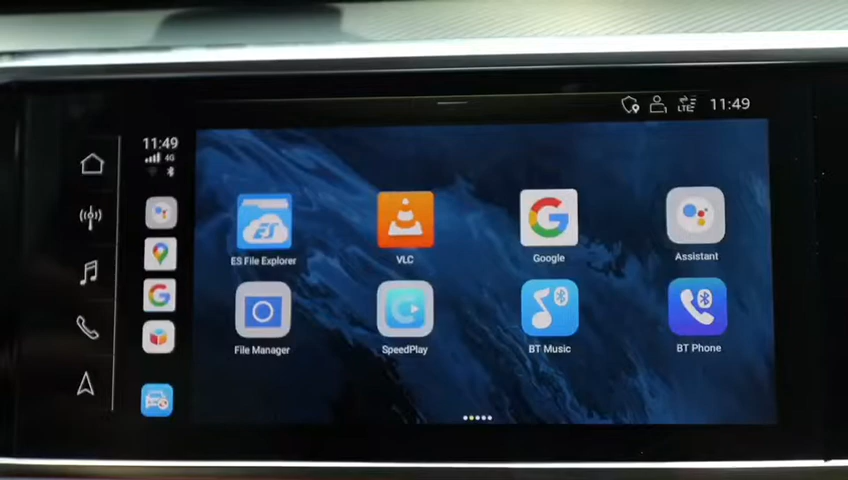 LTE 11:49
11:49
4G
ES
ES File Explorer
VLC
Google
Assistant
File Manager
SpeedPlay
BT Music
BT Phone